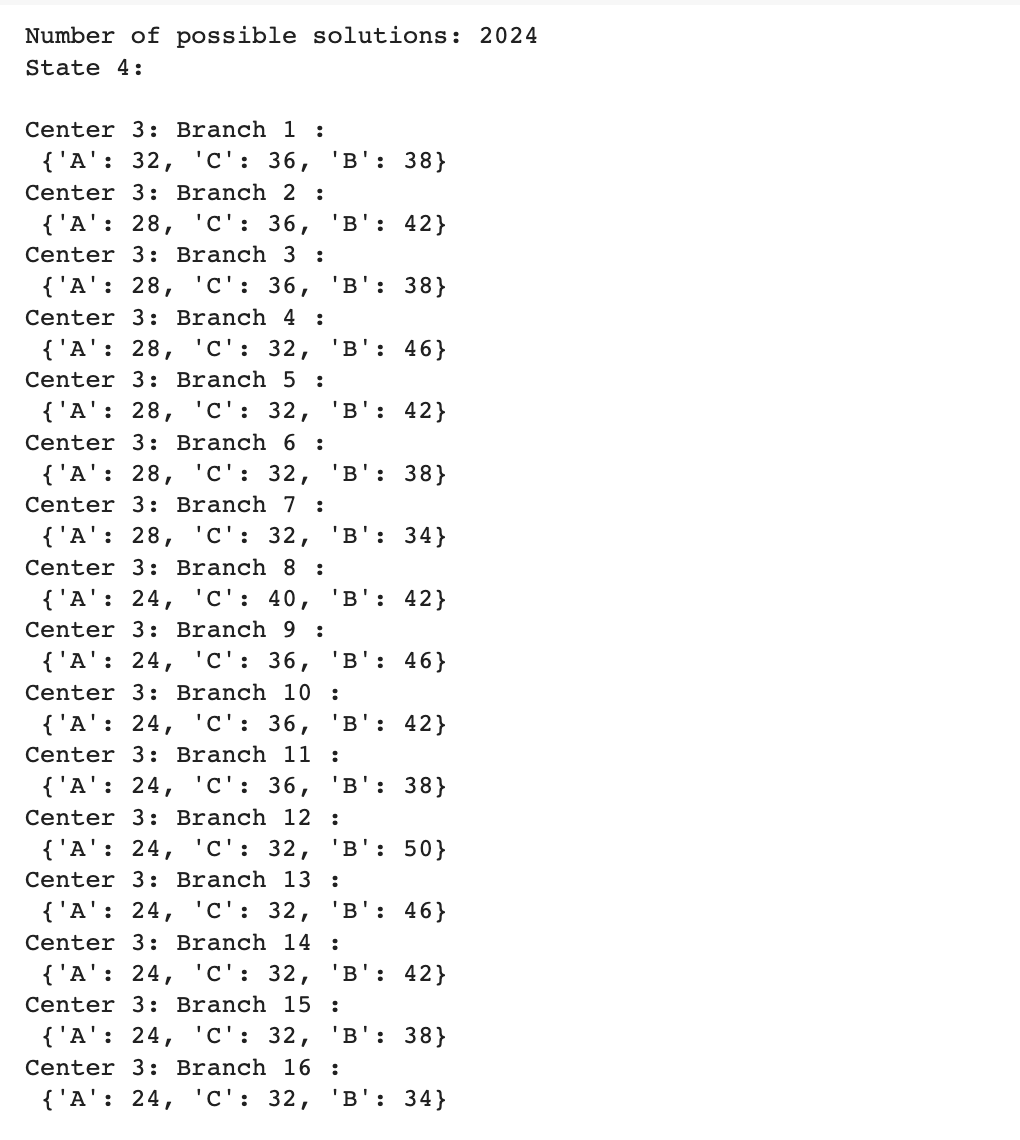 Number of possible solutions: 2024
State 4:
Center 3: Branch 1 :
{'A': 32, 'C': 36, 'B': 38}
Center 3: Branch 2 :
{'A': 28, 'C': 36, 'B': 42}
Center 3: Branch 3 :
{'A': 28, 'C': 36, 'B': 38}
Center 3: Branch 4 :
{'A': 28, 'C': 32, 'B': 46}
Center 3: Branch 5 :
{'A': 28, 'C': 32, 'B': 42}
Center 3: Branch 6 :
{'A': 28, 'C': 32, 'B': 38}
Center 3: Branch 7 :
{'A': 28, 'C': 32, 'B': 34}
Center 3: Branch 8 :
{'A': 24, 'C': 40, 'B': 42}
Center 3: Branch 9 :
{'A': 24, 'C': 36, 'B': 46}
Center 3: Branch 10 :
{'A': 24, 'C': 36, 'B': 42}
Center 3: Branch 11 :
{'A': 24, 'C': 36, 'B': 38}
Center 3: Branch 12 :
{'A': 24, 'C': 32, 'B': 50}
Center 3: Branch 13 :
{'A': 24, 'C': 32, 'B': 46}
Center 3: Branch 14 :
{'A': 24, 'C': 32, 'B': 42}
Center 3: Branch 15 :
{'A': 24, 'C': 32, 'B': 38}
Center 3: Branch 16 :
{'A': 24, 'C': 32, 'B': 34}